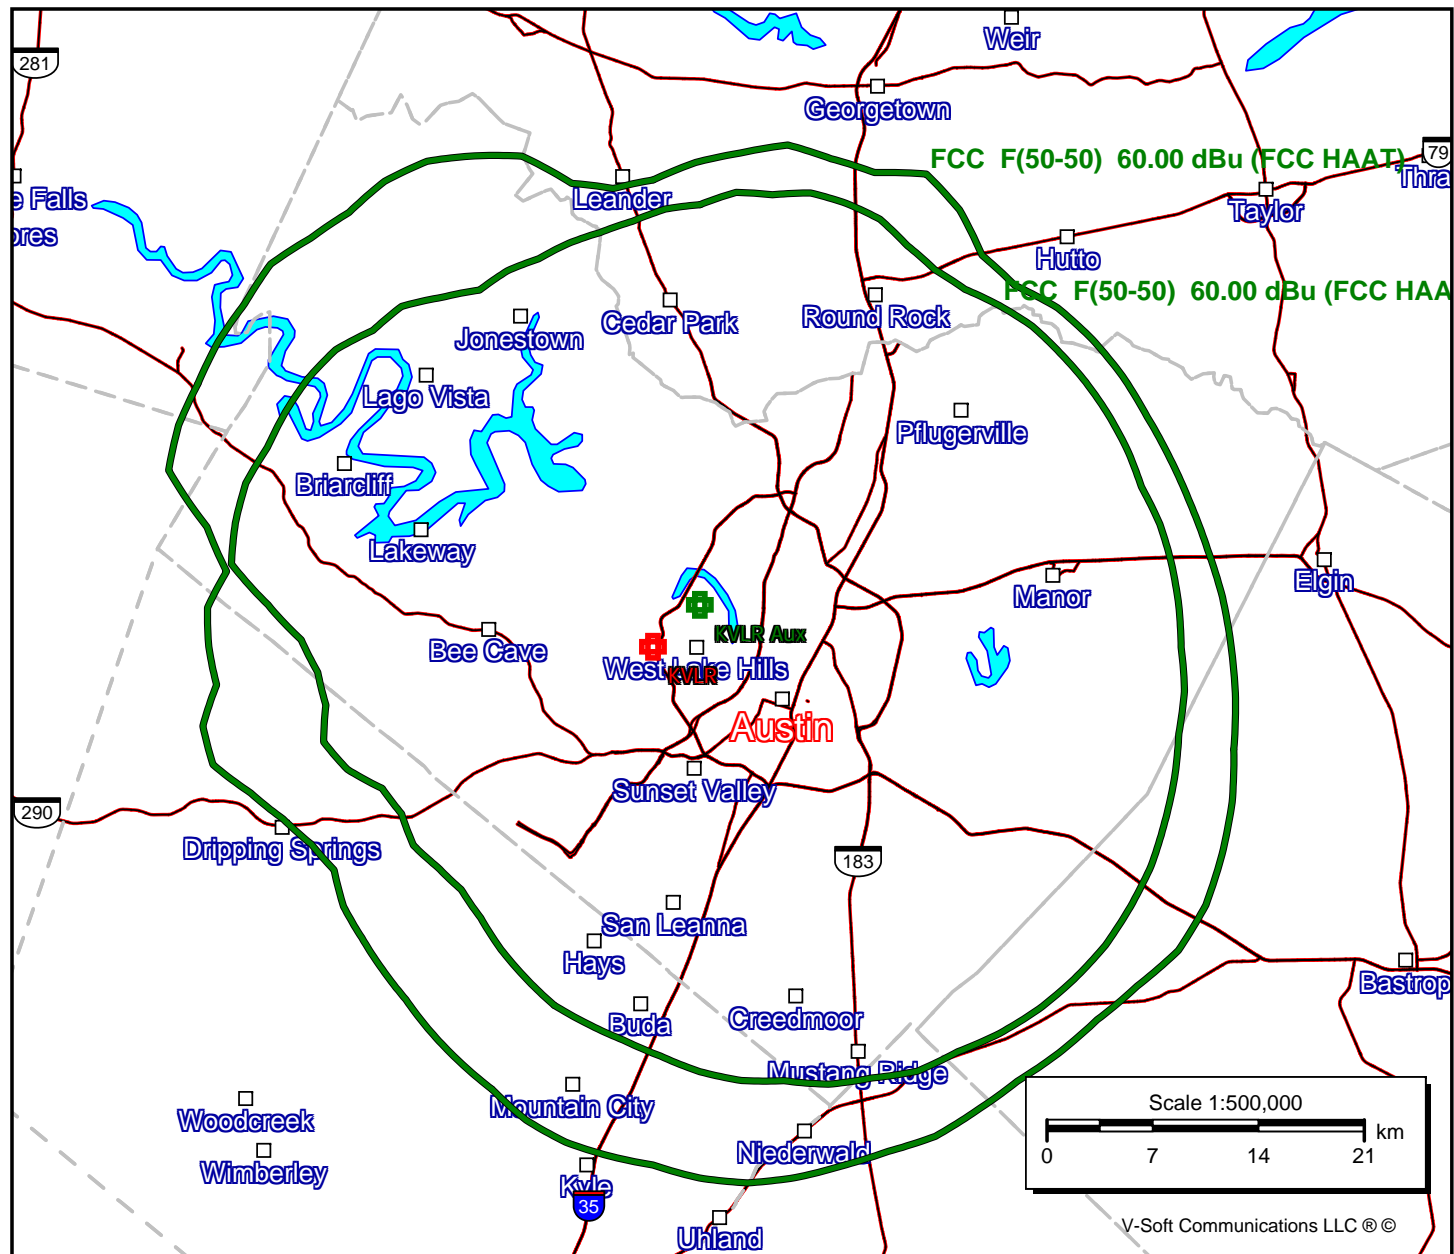 Weir
281
Georgetown
FCC F(50-50) 60.00 dBu (FCC HAAT)
79
Thra
e Falls
Leander
Taylor
ores
Hutto
FCC F(50-50) 60.00 dBu (FCC HAA
Jonestown
Cedar Park
Round Rock
Lago Vista
Pflugerville
Briarcliff
Lakeway
Elgin
Manor
KVLR Aux
Bee Cave
West Lake Hills
KVLR
Austin
Sunset Valley
290
Dripping Springs
183
San Leanna
Hays
Bastrop
Buda
Creedmoor
Mustang Ridge
Mountain City
Woodcreek
Scale 1:500,000
km
0 7 14 21
Niederwald
Wimberley
Kyle
35
Uhland
V-Soft Communications LLC ® ©